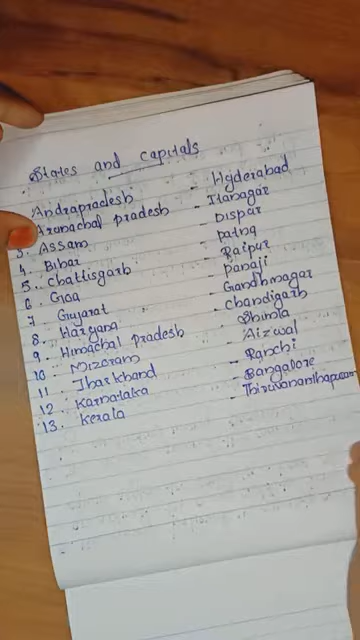 States and capitals
Andrapradesh - Hyderabad
Arunachal pradesh - Itanagar
3. Assam - Dispur
4. Bihar - patna
5. chattisgarh - Raipur
6. Goa - panaji
7. Gujarat - Gandhinagar
8. Haryana - chandigarh
9. Himachal pradesh - Shimla
10. Mizoram - Aizwal
11. Jharkhand - Ranchi
12. Karnataka - Bangalore
13. Kerala - Thiruvananthapuram